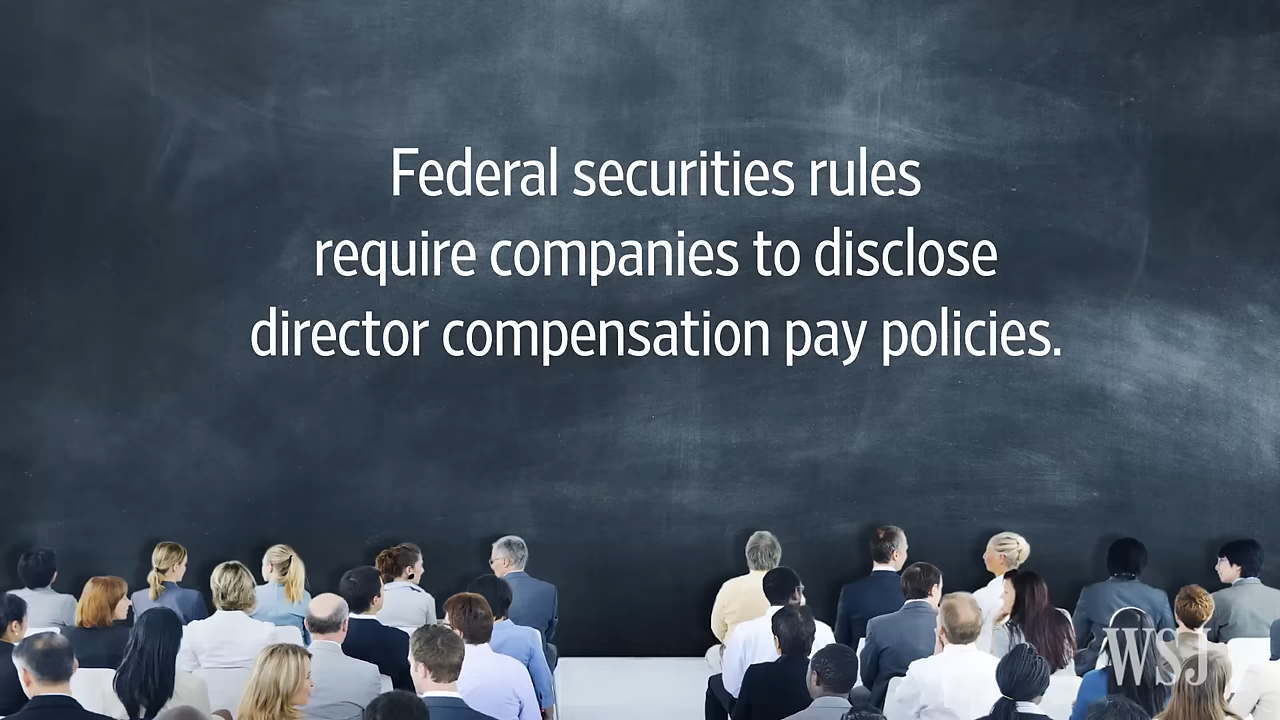 Federal securities rules
require companies to disclose
director compensation pay policies.
WSJ